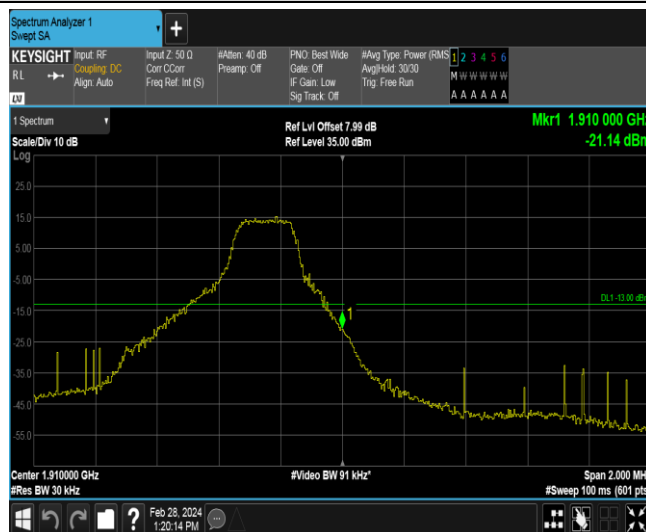 Spectrum Analyzer 1
Swept SA
+
KEYSIGHT
RL
Input: RF
Coupling: DC
Align: Auto
Input Z: 50 Ω
Corr CCorr
Freq Ref: Int (S)
#Atten: 40 dB
Preamp: Off
PNO: Best Wide
Gate: Off
IF Gain: Low
Sig Track: Off
#Avg Type: Power (RMS
Avg|Hold: 30/30
Trig: Free Run
1 2 3 4 5 6
M W W W W W
A A A A A A
LXI
1 Spectrum
Scale/Div 10 dB
Ref Lvl Offset 7.99 dB
Ref Level 35.00 dBm
Mkr1 1.910 000 GHz
-21.14 dBm
Log
25.0
15.0
5.00
-5.00
-15.0
-25.0
-35.0
-45.0
-55.0
DL1 -13.00 dBm
1
Center 1.910000 GHz
#Res BW 30 kHz
#Video BW 91 kHz*
Span 2.000 MHz
#Sweep 100 ms (601 pts
?
Feb 28, 2024
1:20:14 PM